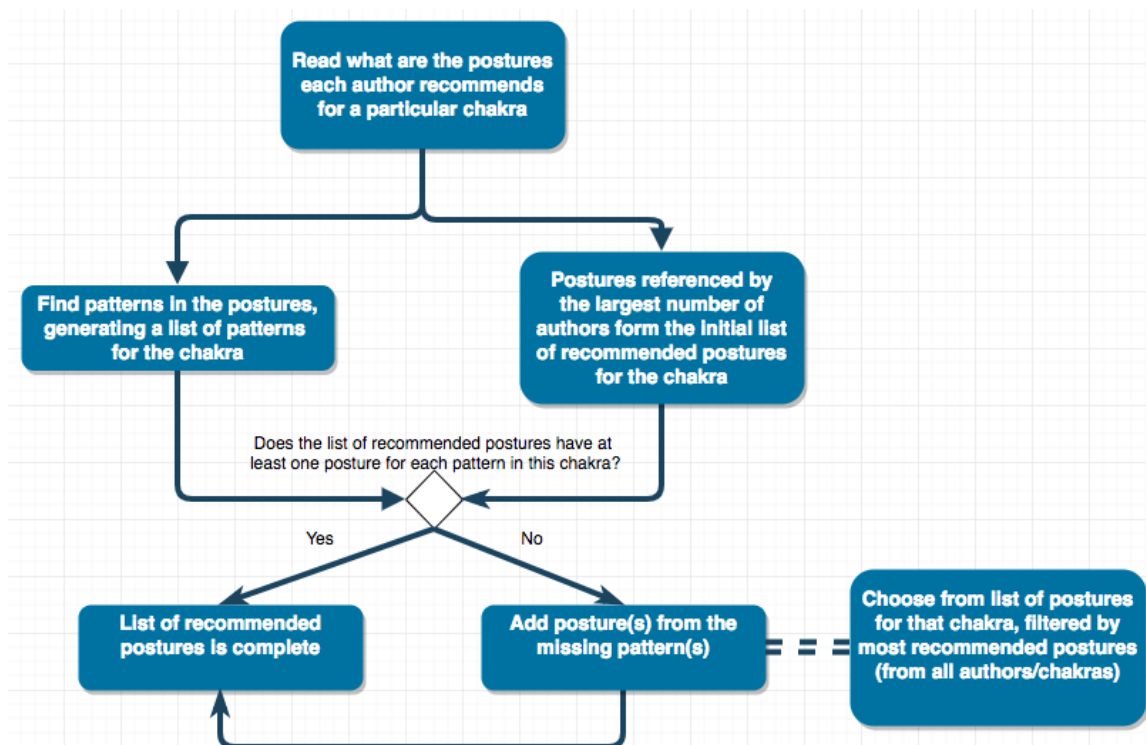 Read what are the postures
each author recommends
for a particular chakra
Find patterns in the postures,
generating a list of patterns
for the chakra
Postures referenced by
the largest number of
authors form the initial list
of recommended postures
for the chakra
Does the list of recommended postures have at
least one posture for each pattern in this chakra?
Yes
No
List of recommended
postures is complete
Add posture(s) from the
missing pattern(s)
Choose from list of postures
for that chakra, filtered by
most recommended postures
(from all authors/chakras)